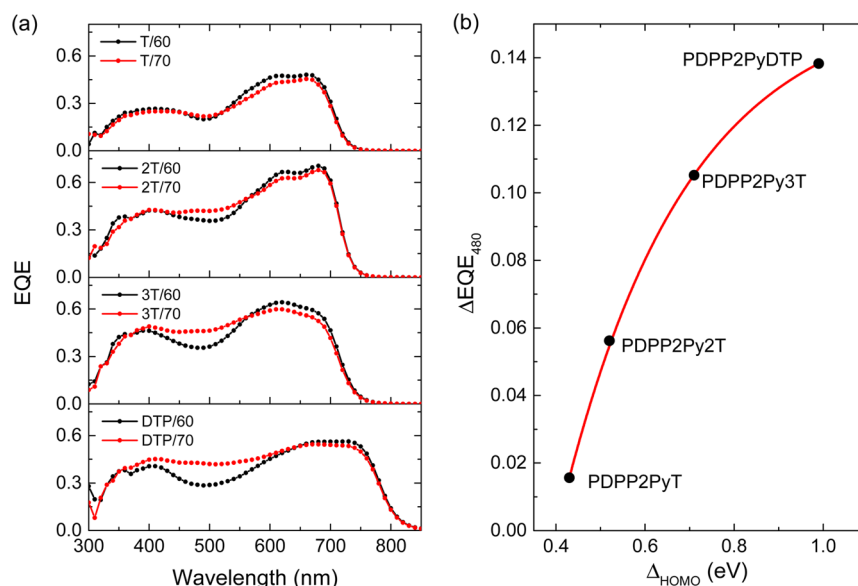 (a)
T/60
T/70
0.6
0.3
0.0
2T/60
2T/70
0.6
0.3
0.0
3T/60
3T/70
0.6
0.3
0.0
DTP/60
DTP/70
0.6
0.3
0.0
300 400 500 600 700 800
EQE
Wavelength (nm)
(b)
0.14
0.12
0.10
0.08
0.06
0.04
0.02
0.00
0.4 0.6 0.8 1.0
ΔEQE480
ΔHOMO (eV)
PDPP2PyDTP
PDPP2Py3T
PDPP2Py2T
PDPP2PyT